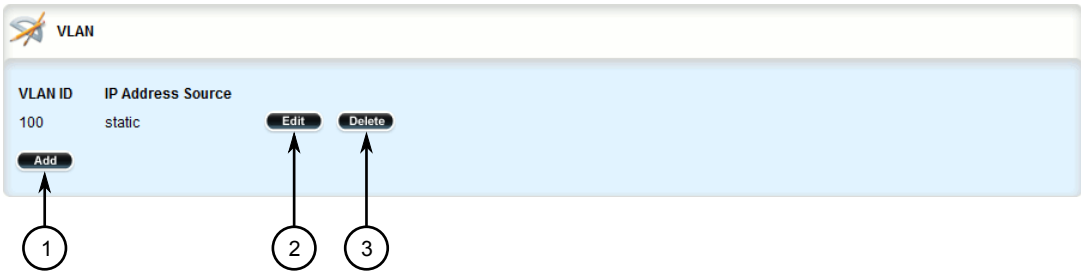 VLAN
VLAN ID IP Address Source
100 static Edit Delete
Add
1 2 3